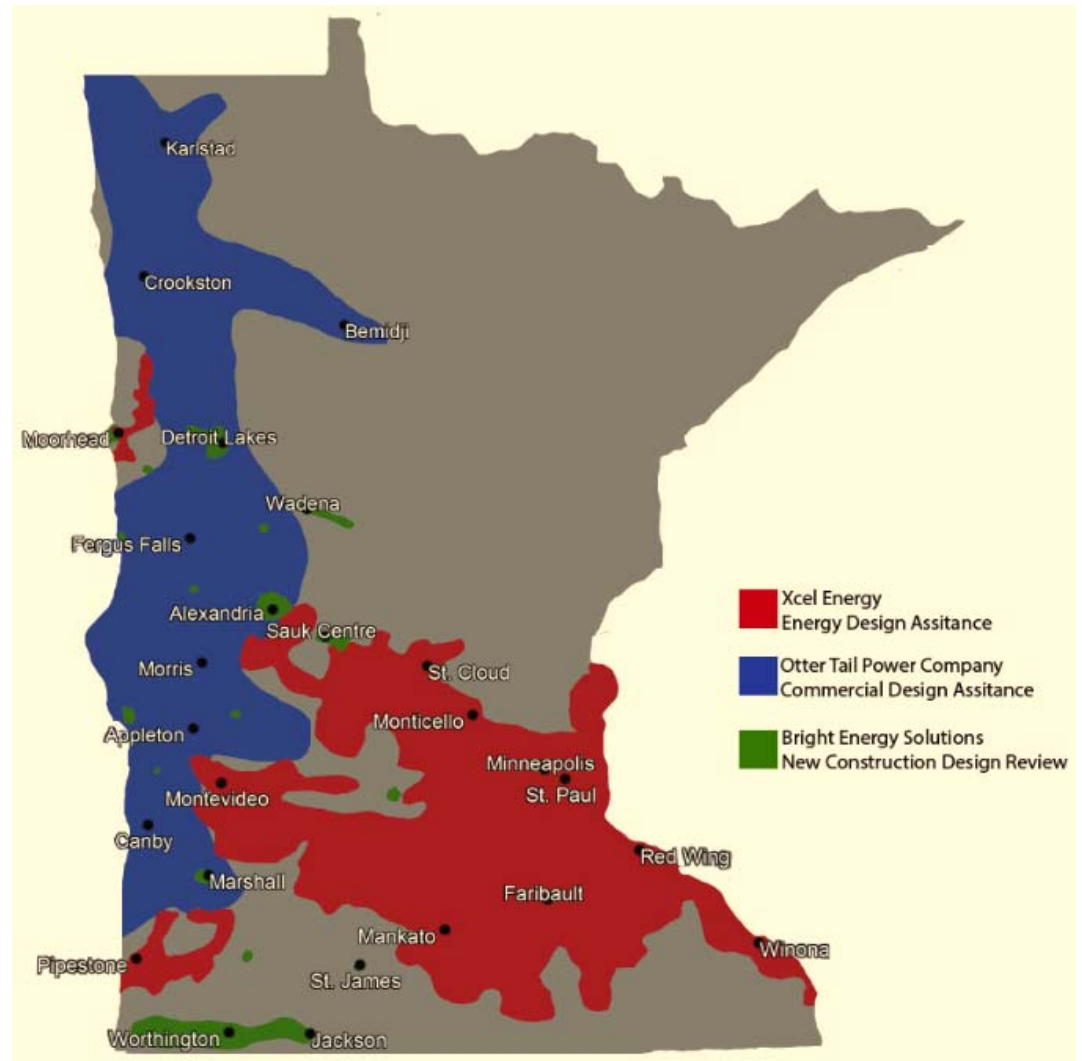 Karlstad
Crookston
Bemidji
Moorhead
Detroit Lakes
Wadena
Fergus Falls
Alexandria
Sauk Centre
Morris
St. Cloud
Monticello
Appleton
Minneapolis
St. Paul
Montevideo
Canby
Red Wing
Marshall
Faribault
Mankato
Winona
Pipestone
St. James
Worthington
Jackson
Xcel Energy
Energy Design Assitance
Otter Tail Power Company
Commercial Design Assitance
Bright Energy Solutions
New Construction Design Review